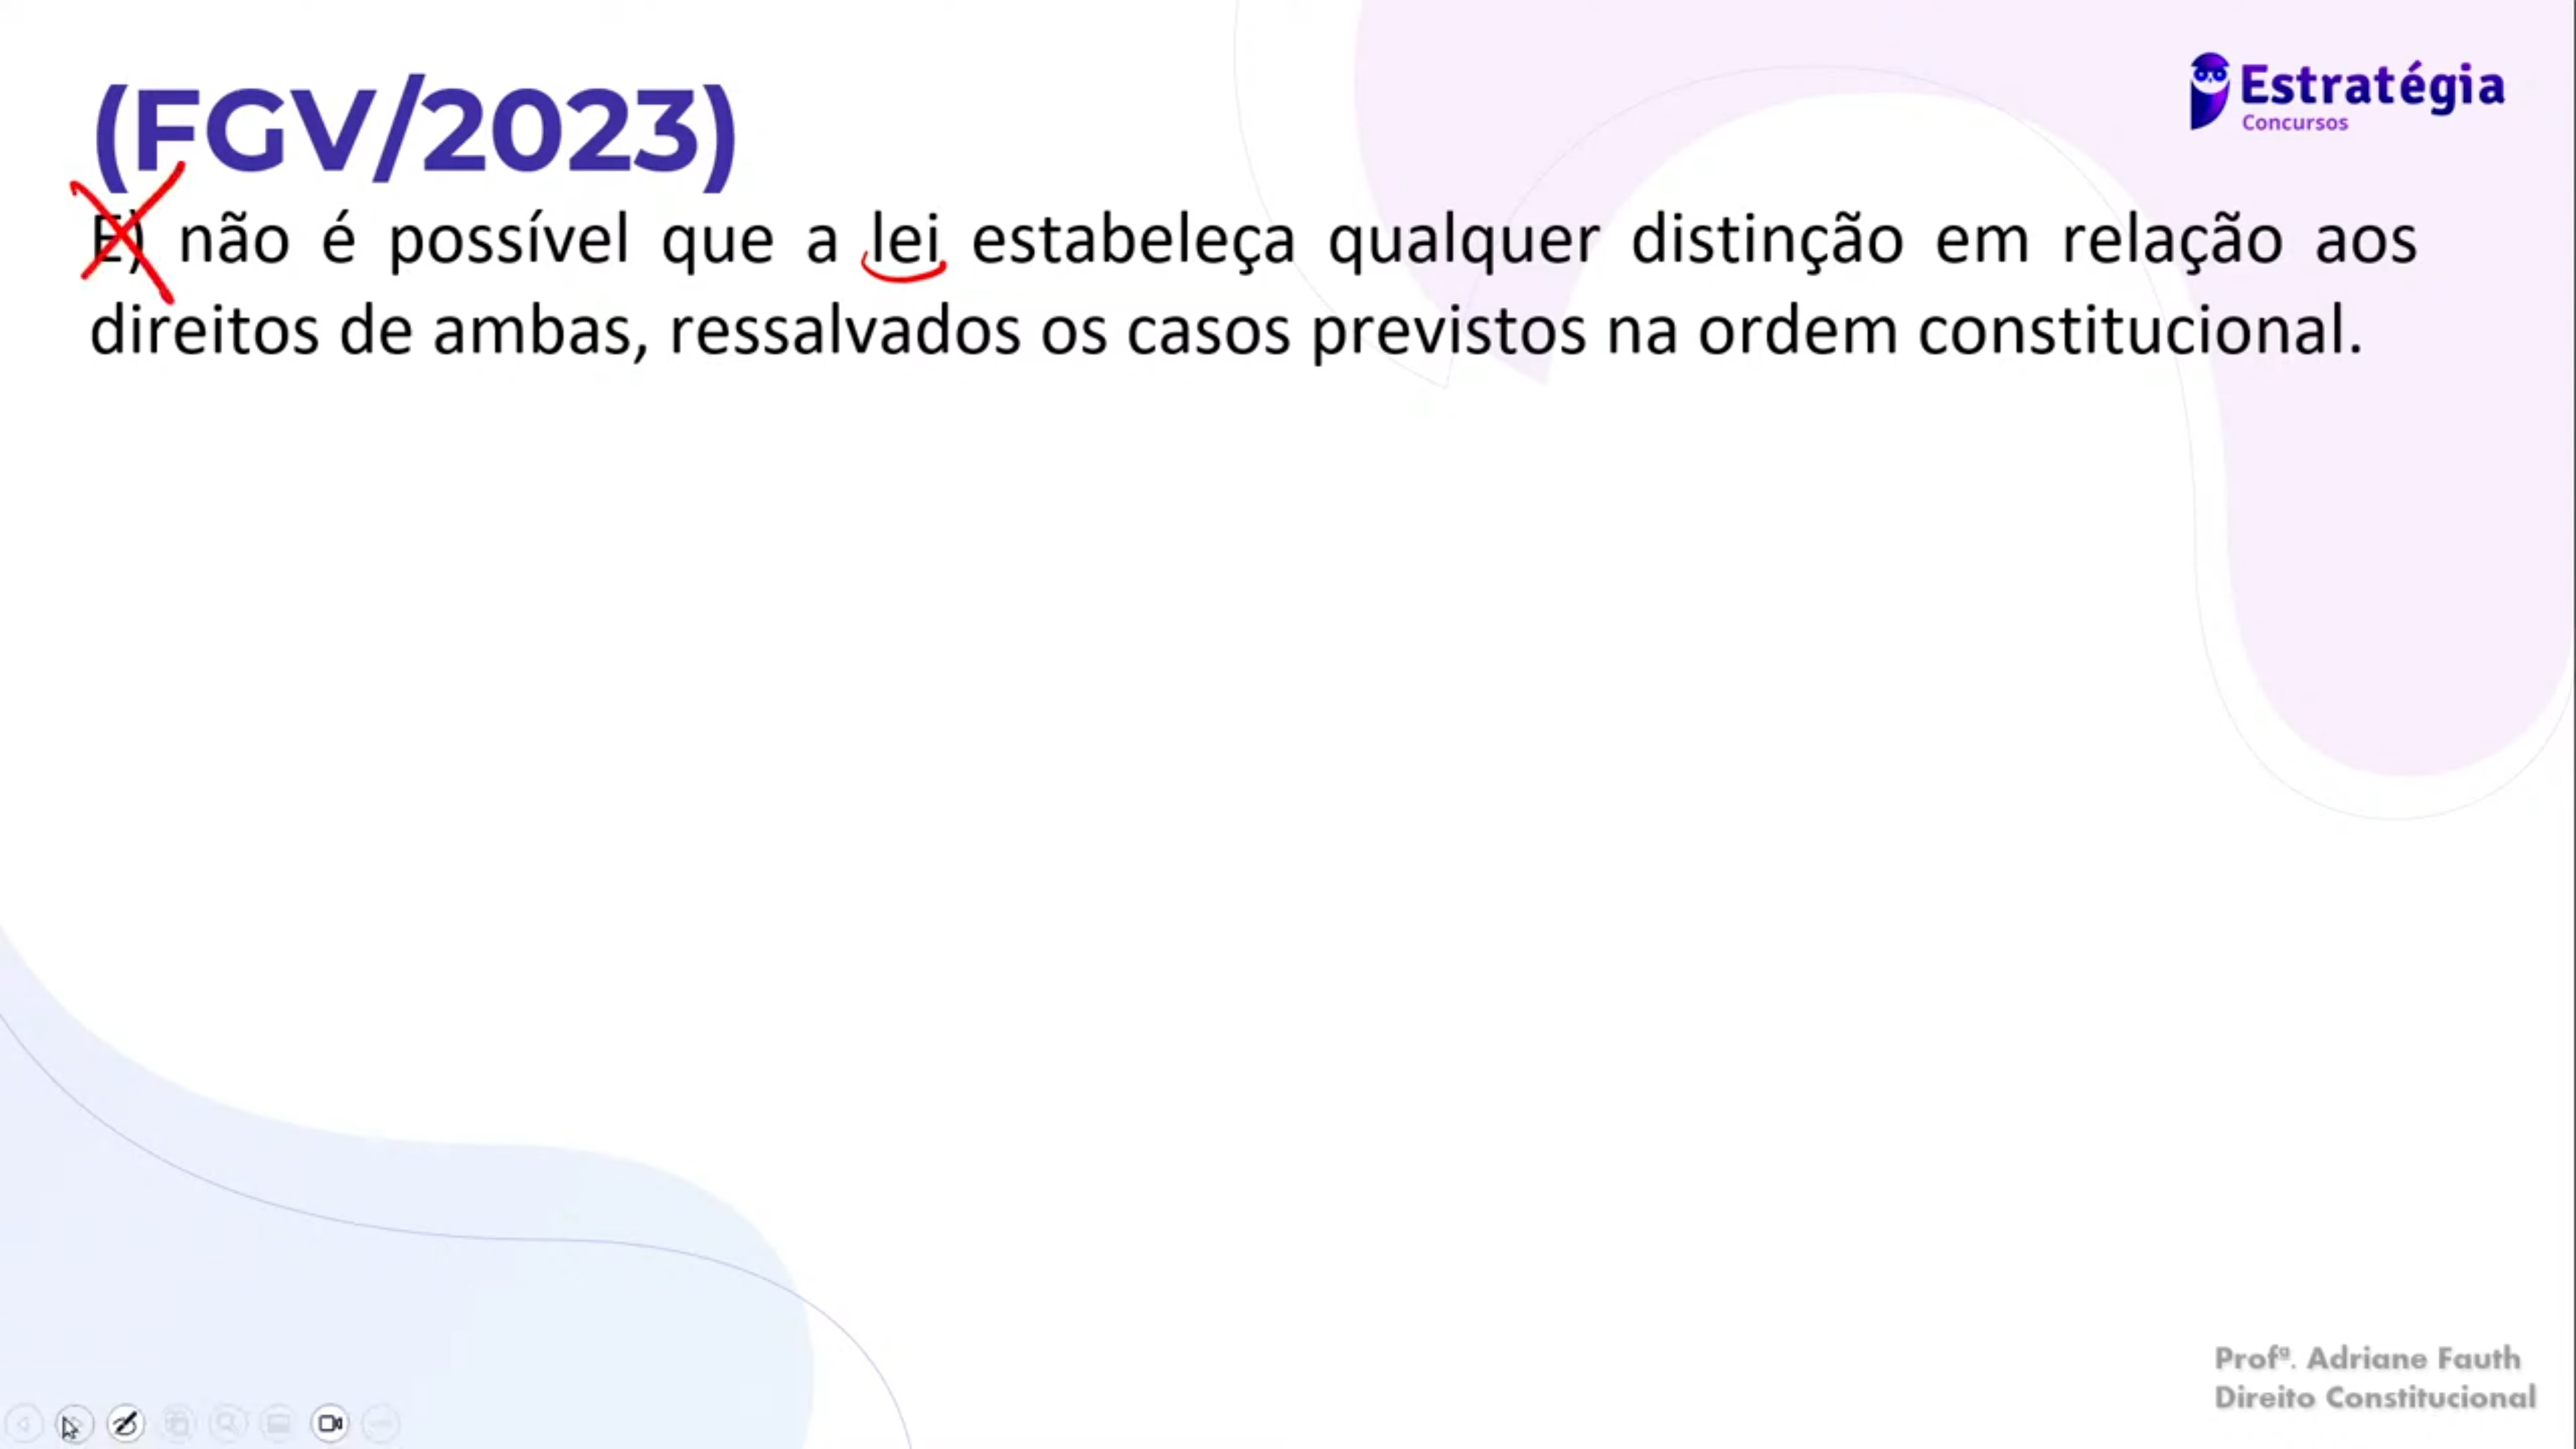 (FGV/2023)
Estratégia
Concursos
E) não é possível que a lei estabeleça qualquer distinção em relação aos
direitos de ambas, ressalvados os casos previstos na ordem constitucional.
Profª. Adriane Fauth
Direito Constitucional